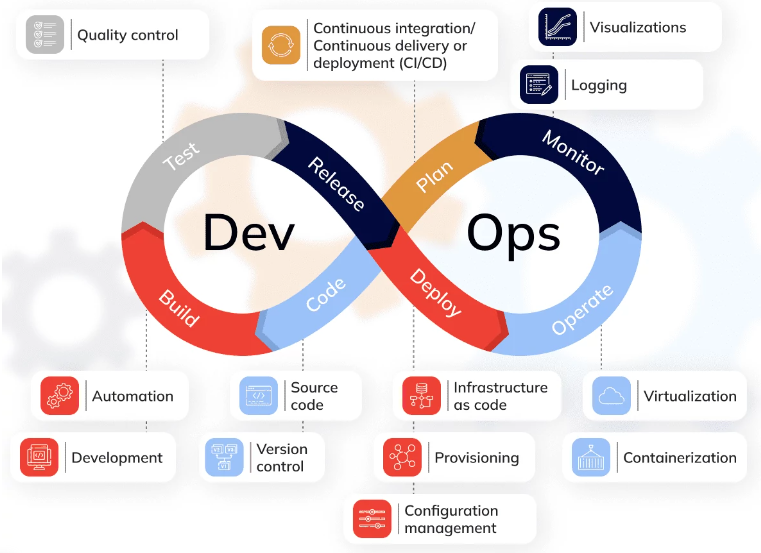 Quality control
Continuous integration/
Continuous delivery or
deployment (CI/CD)
Visualizations
Logging
Test
Release
Plan
Monitor
Dev
Ops
Build
Code
Deploy
Operate
Automation
Development
Source
code
Version
control
Infrastructure
as code
Provisioning
Configuration
management
Virtualization
Containerization